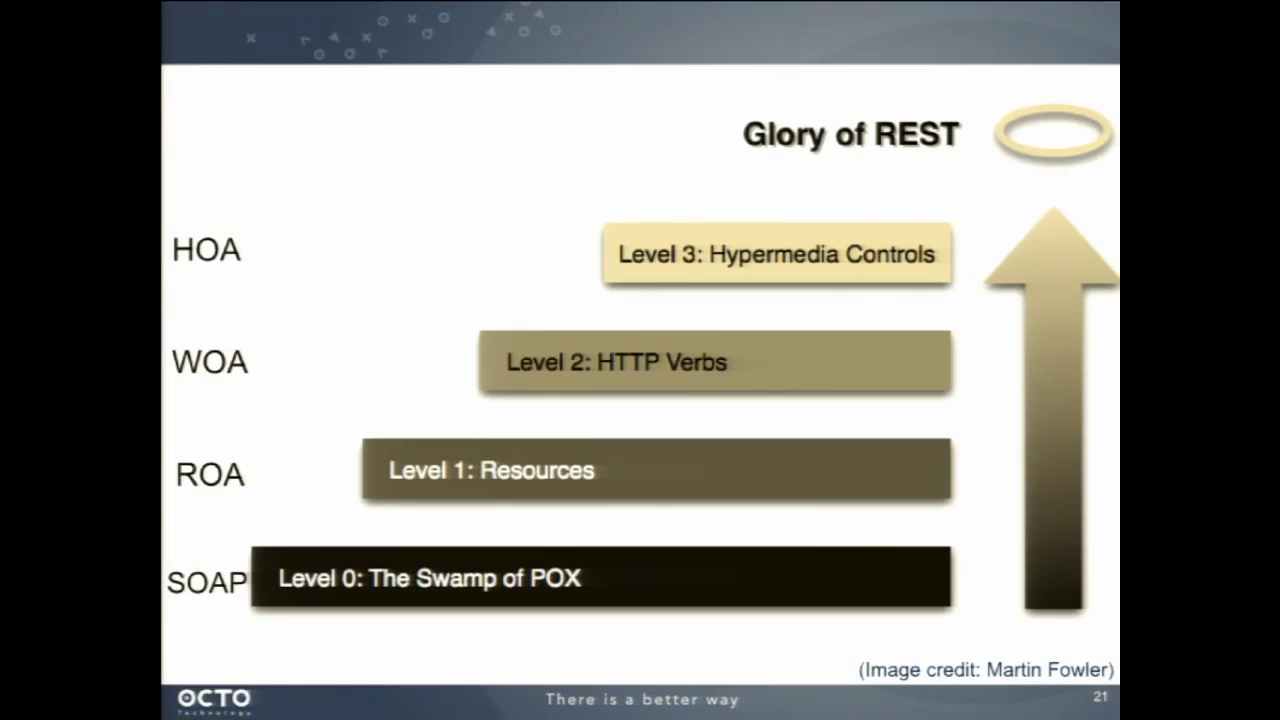 Glory of REST
HOA
Level 3: Hypermedia Controls
WOA
Level 2: HTTP Verbs
ROA
Level 1: Resources
SOAP
Level 0: The Swamp of POX
(Image credit: Martin Fowler)
OCTO
Technology
There is a better way
21